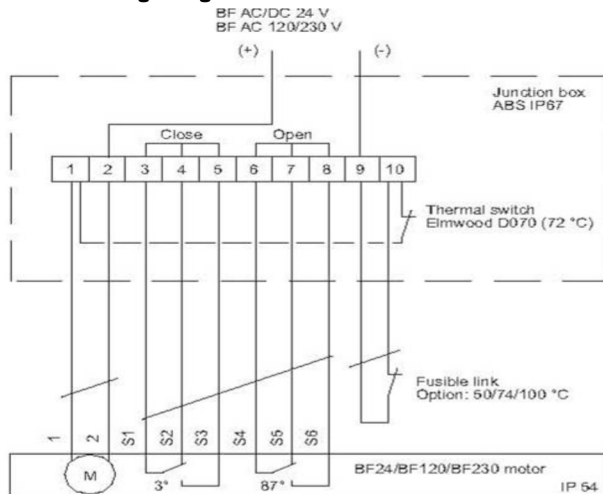 BF AC/DC 24 V
BF AC 120/230 V
(+) (-)
Junction box
ABS IP67
Close Open
1 2 3 4 5 6 7 8 9 10
Thermal switch
Elmwood D070 (72 °C)
Fusible link
Option: 50/74/100 °C
1 2 S1 S2 S3 S4 S5 S6
M 3° 87°
BF24/BF120/BF230 motor
IP 54